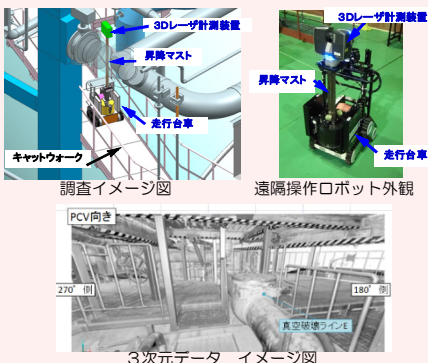 3Dレーザ計測装置
昇降マスト
走行台車
キャットウォーク
調査イメージ図
3Dレーザ計測装置
昇降マスト
走行台車
遠隔操作ロボット外観
PCV向き
270°側
180°側
真空破壊ラインE
3次元データ イメージ図